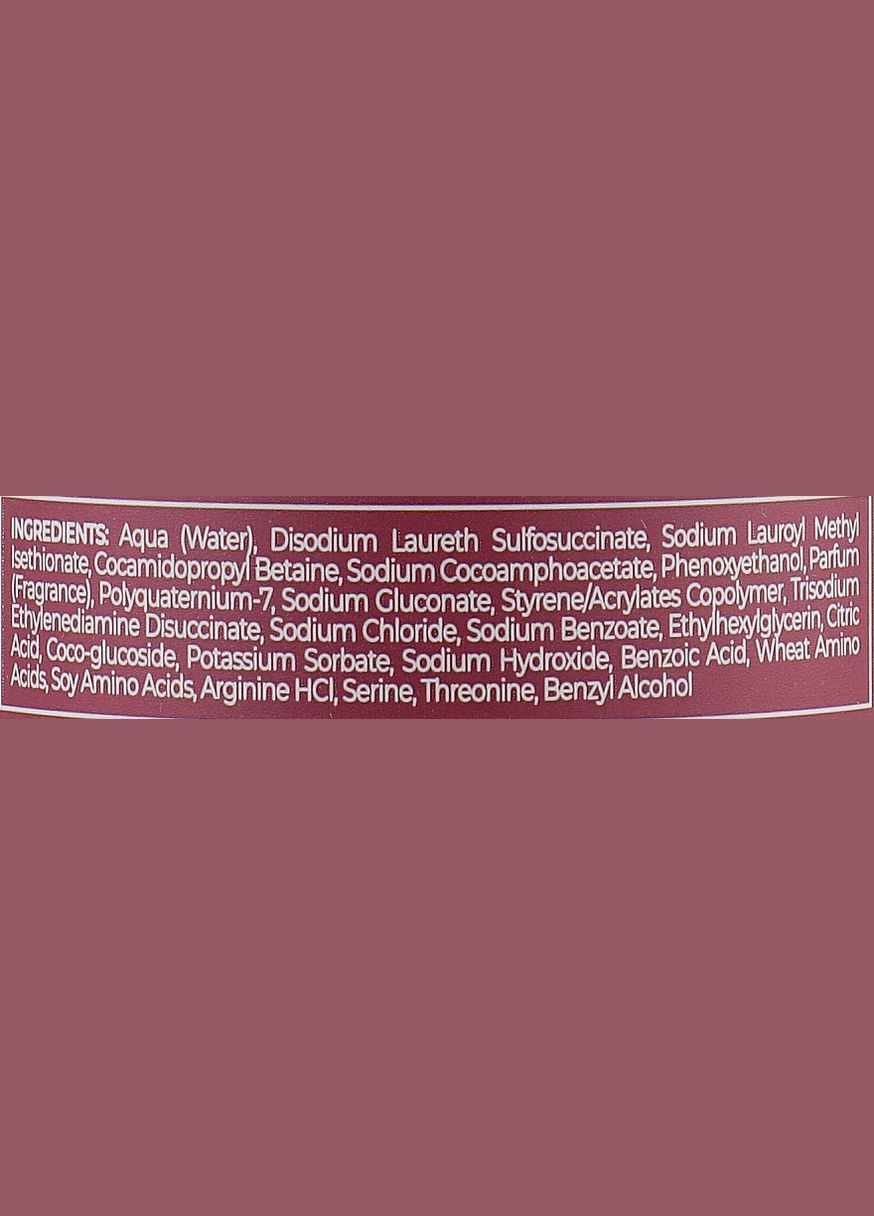 INGREDIENTS: Aqua (Water), Disodium Laureth Sulfosuccinate, Sodium Lauroyl Methyl
Isethionate, Cocamidopropyl Betaine, Sodium Cocoamphoacetate, Phenoxyethanol, Parfum
(Fragrance), Polyquaternium-7, Sodium Gluconate, Styrene/Acrylates Copolymer, Trisodium
Ethylenediamine Disuccinate, Sodium Chloride, Sodium Benzoate, Ethylhexylglycerin, Citric
Acid, Coco-glucoside, Potassium Sorbate, Sodium Hydroxide, Benzoic Acid, Wheat Amino
Acids, Soy Amino Acids, Arginine HCl, Serine, Threonine, Benzyl Alcohol